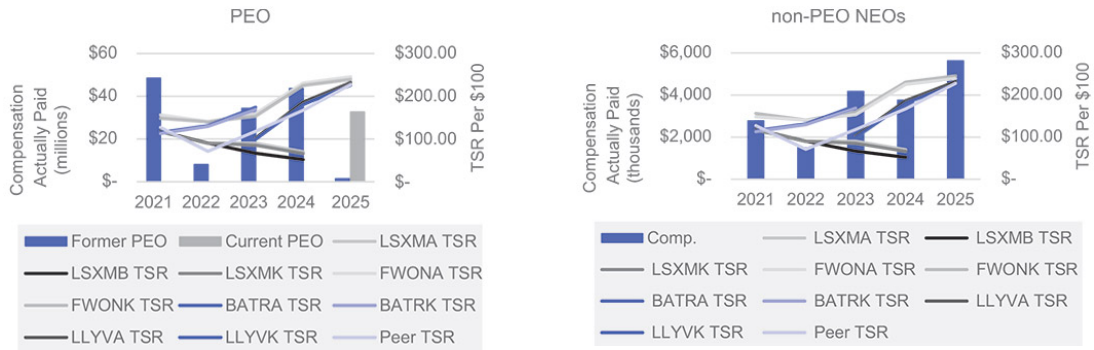 PEO
$60
$40
$20
$-
Compensation
Actually Paid
(millions)
$300.00
$200.00
$100.00
$-
TSR Per $100
2021 2022 2023 2024 2025
Former PEO Current PEO LSXMA TSR
LSXMB TSR LSXMK TSR FWONA TSR
FWONK TSR BATRA TSR BATRK TSR
LLYVA TSR LLYVK TSR Peer TSR
non-PEO NEOs
$6,000
$4,000
$2,000
$-
Compensation
Actually Paid
(thousands)
$300.00
$200.00
$100.00
$-
TSR Per $100
2021 2022 2023 2024 2025
Comp. LSXMA TSR LSXMB TSR
LSXMK TSR FWONA TSR FWONK TSR
BATRA TSR BATRK TSR LLYVA TSR
LLYVK TSR Peer TSR